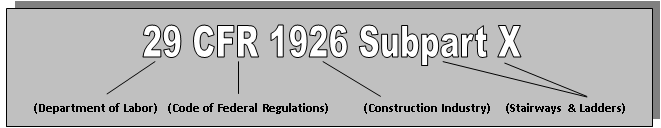 29 CFR 1926 Subpart X
(Department of Labor) (Code of Federal Regulations) (Construction Industry) (Stairways & Ladders)